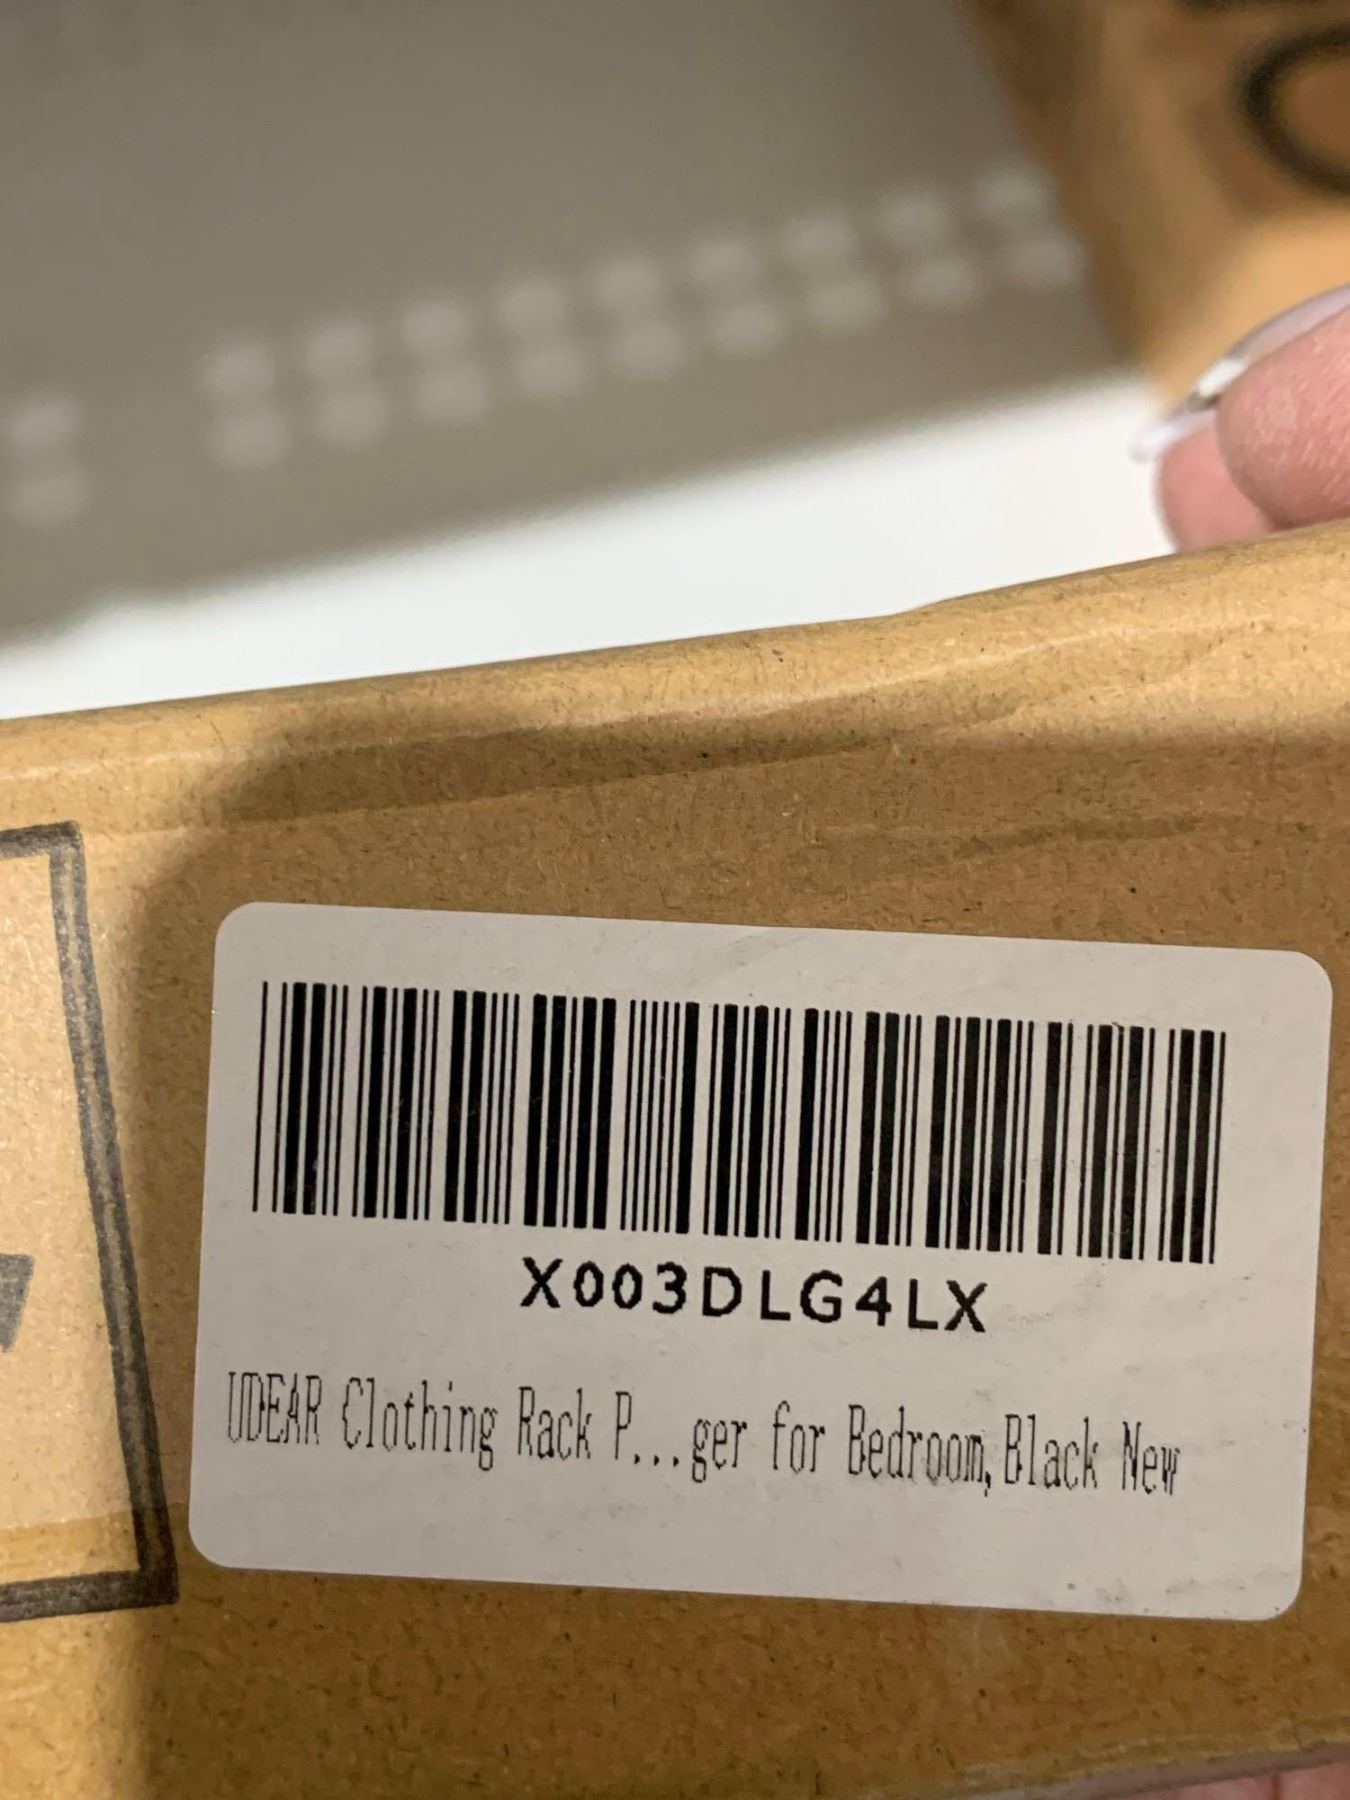 X003DLG4LX
UDEAR Clothing Rack P...ger for Bedroom,Black New